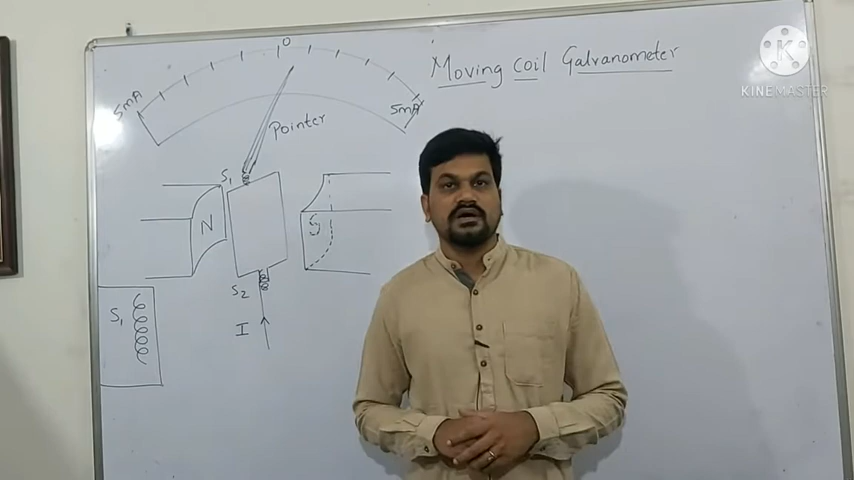 Moving coil Galvanometer
K
KINEMASTER
0
5mA
5mA
Pointer
S1
N
S
S2
S1
I